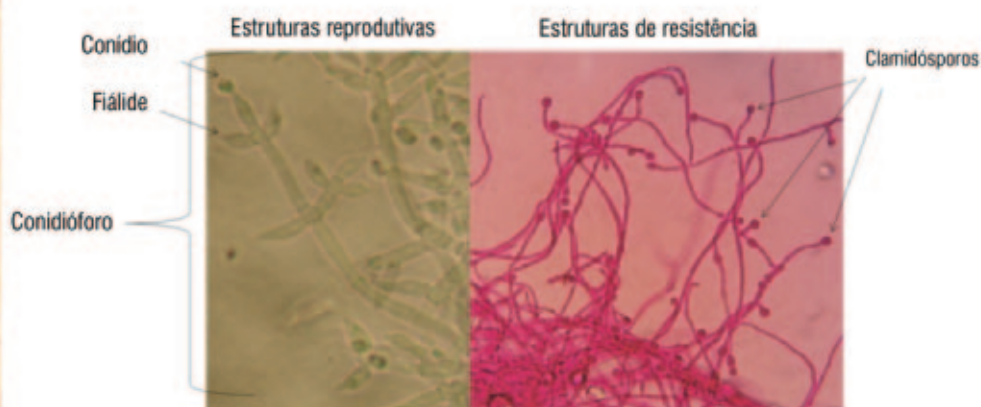 Estruturas reprodutivas
Estruturas de resistência
Conídio
Clamidósporos
Fiálide
Conidióforo